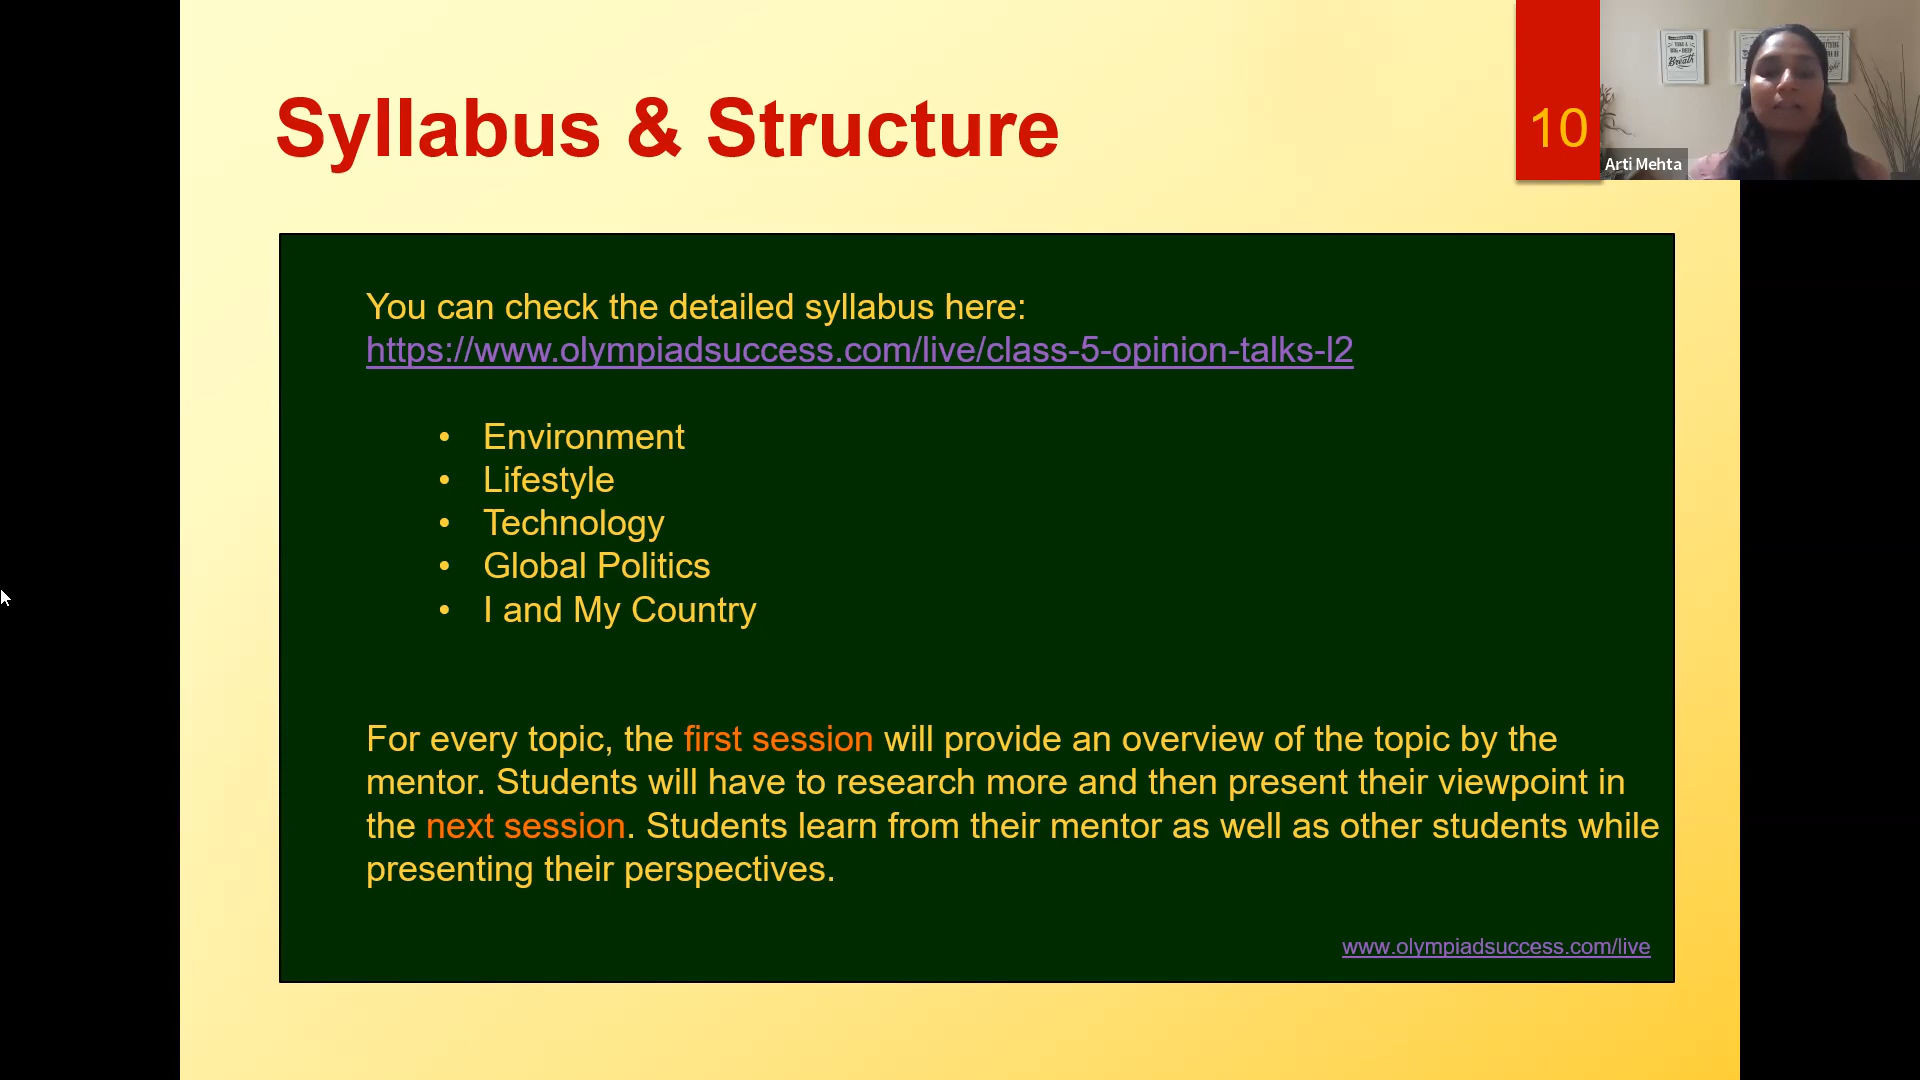 Syllabus & Structure
10
Breath
Arti Mehta
You can check the detailed syllabus here:
https://www.olympiadsuccess.com/live/class-5-opinion-talks-l2
• Environment
• Lifestyle
• Technology
• Global Politics
• I and My Country
For every topic, the first session will provide an overview of the topic by the
mentor. Students will have to research more and then present their viewpoint in
the next session. Students learn from their mentor as well as other students while
presenting their perspectives.
www.olympiadsuccess.com/live